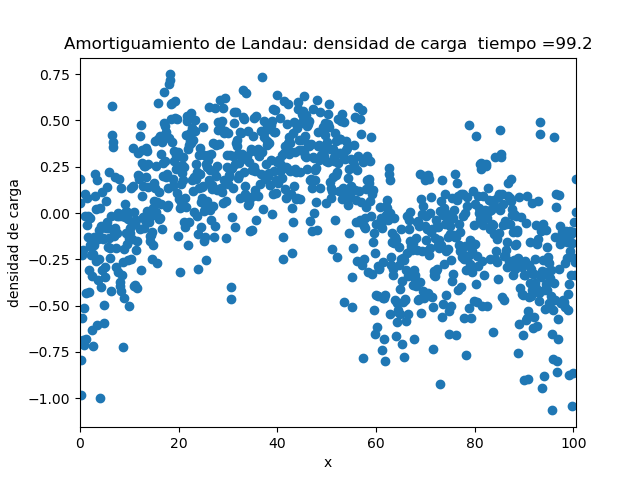 Amortiguamiento de Landau: densidad de carga  tiempo =99.2
densidad de carga
0.75
0.50
0.25
0.00
−0.25
−0.50
−0.75
−1.00
0 20 40 60 80 100
x